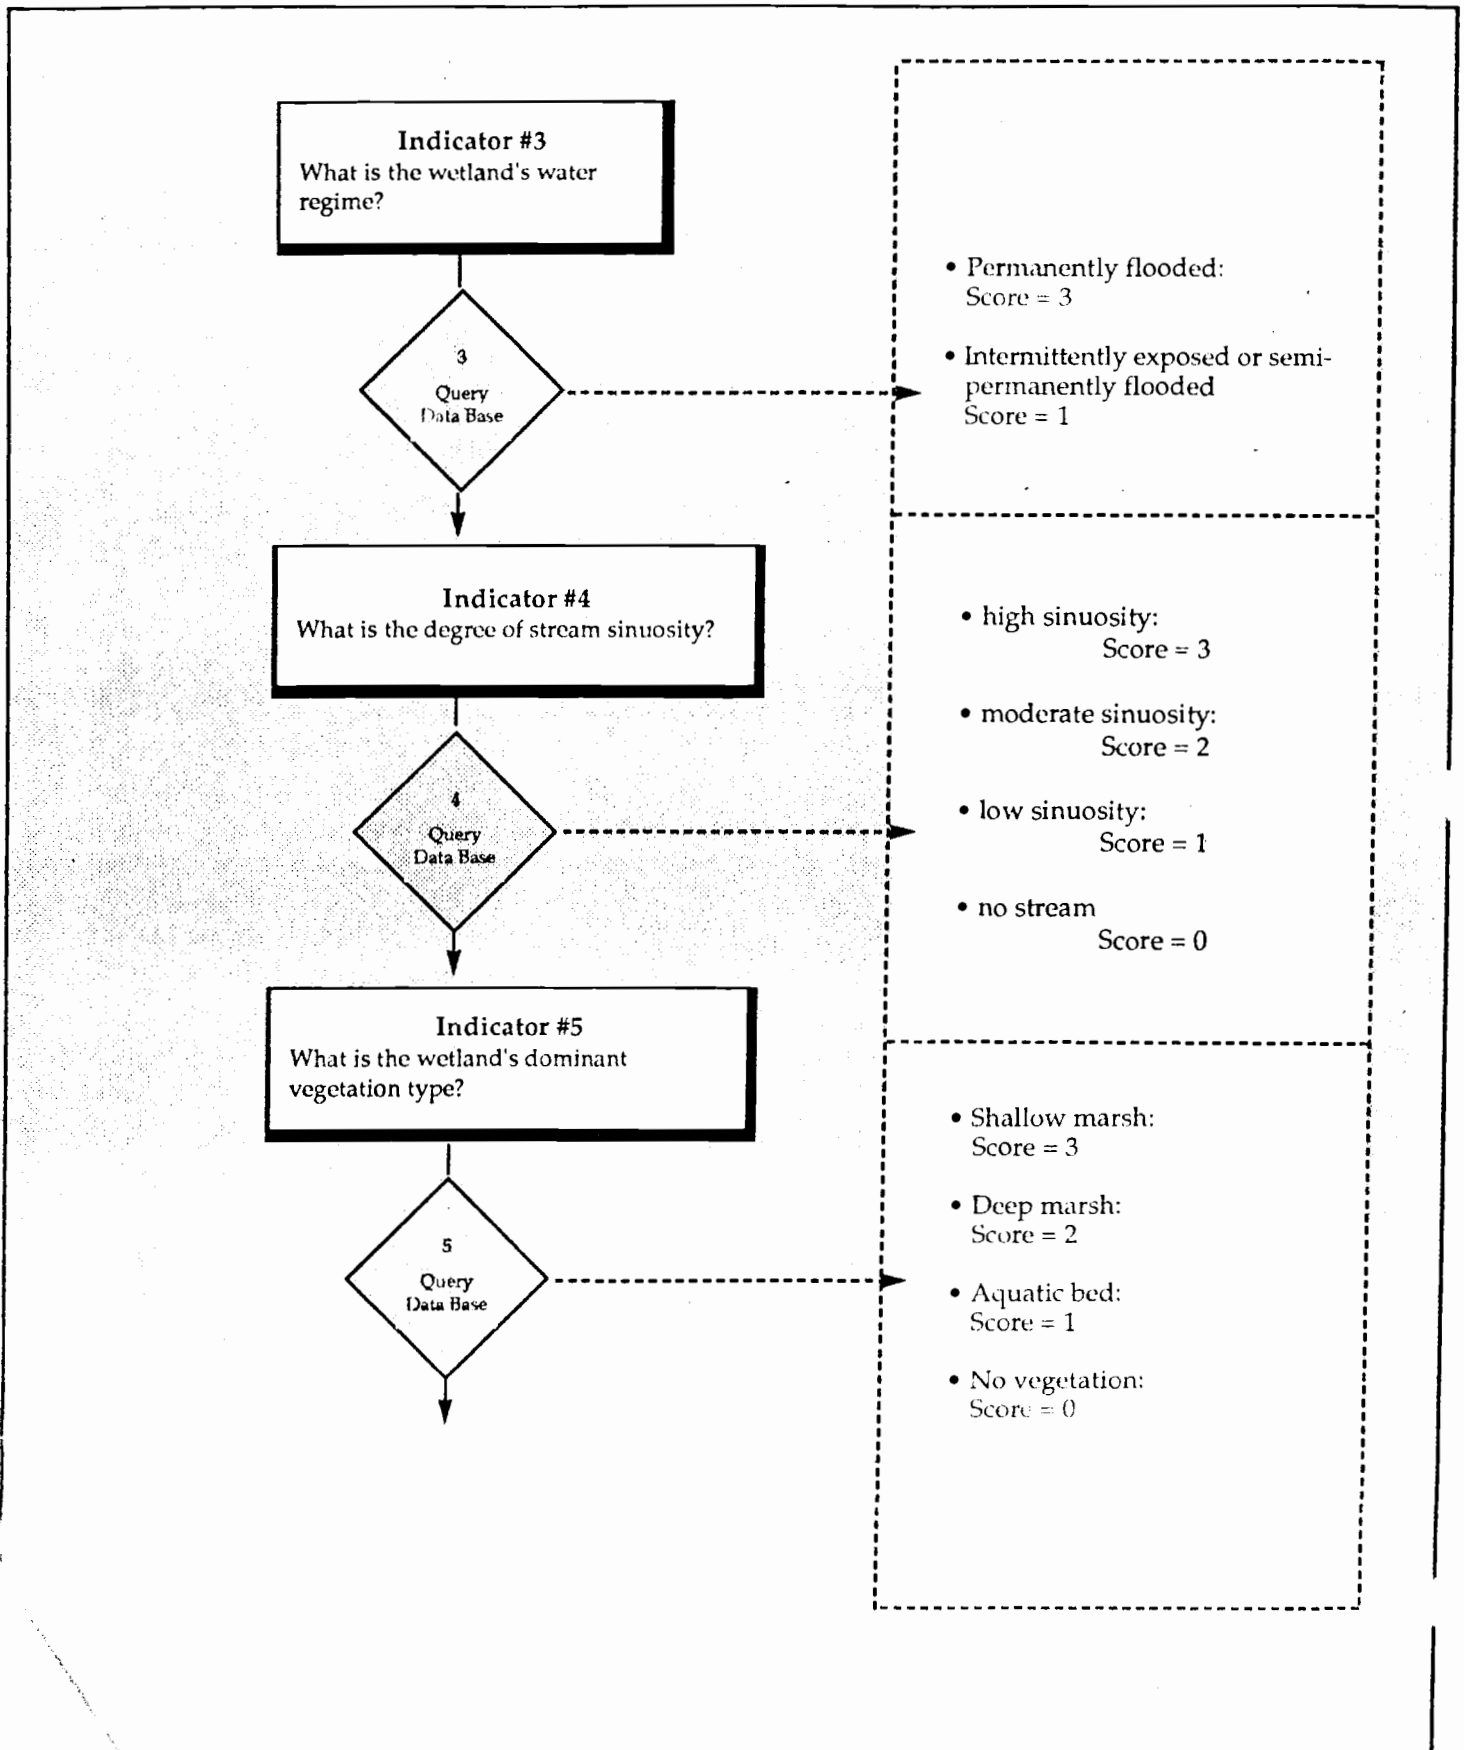 Indicator #3
What is the wetland's water
regime?
3
Query
Data Base
• Permanently flooded:
Score = 3
• Intermittently exposed or semi-
permanently flooded
Score = 1
Indicator #4
What is the degree of stream sinuosity?
4
Query
Data Base
• high sinuosity:
Score = 3
• moderate sinuosity:
Score = 2
• low sinuosity:
Score = 1
• no stream
Score = 0
Indicator #5
What is the wetland's dominant
vegetation type?
5
Query
Data Base
• Shallow marsh:
Score = 3
• Deep marsh:
Score = 2
• Aquatic bed:
Score = 1
• No vegetation:
Score = 0